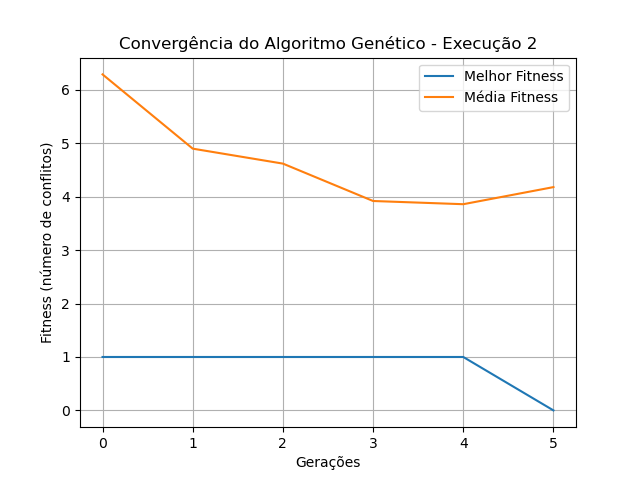 Convergência do Algoritmo Genético - Execução 2
Melhor Fitness
Média Fitness
Fitness (número de conflitos)
6
5
4
3
2
1
0
0 1 2 3 4 5
Gerações